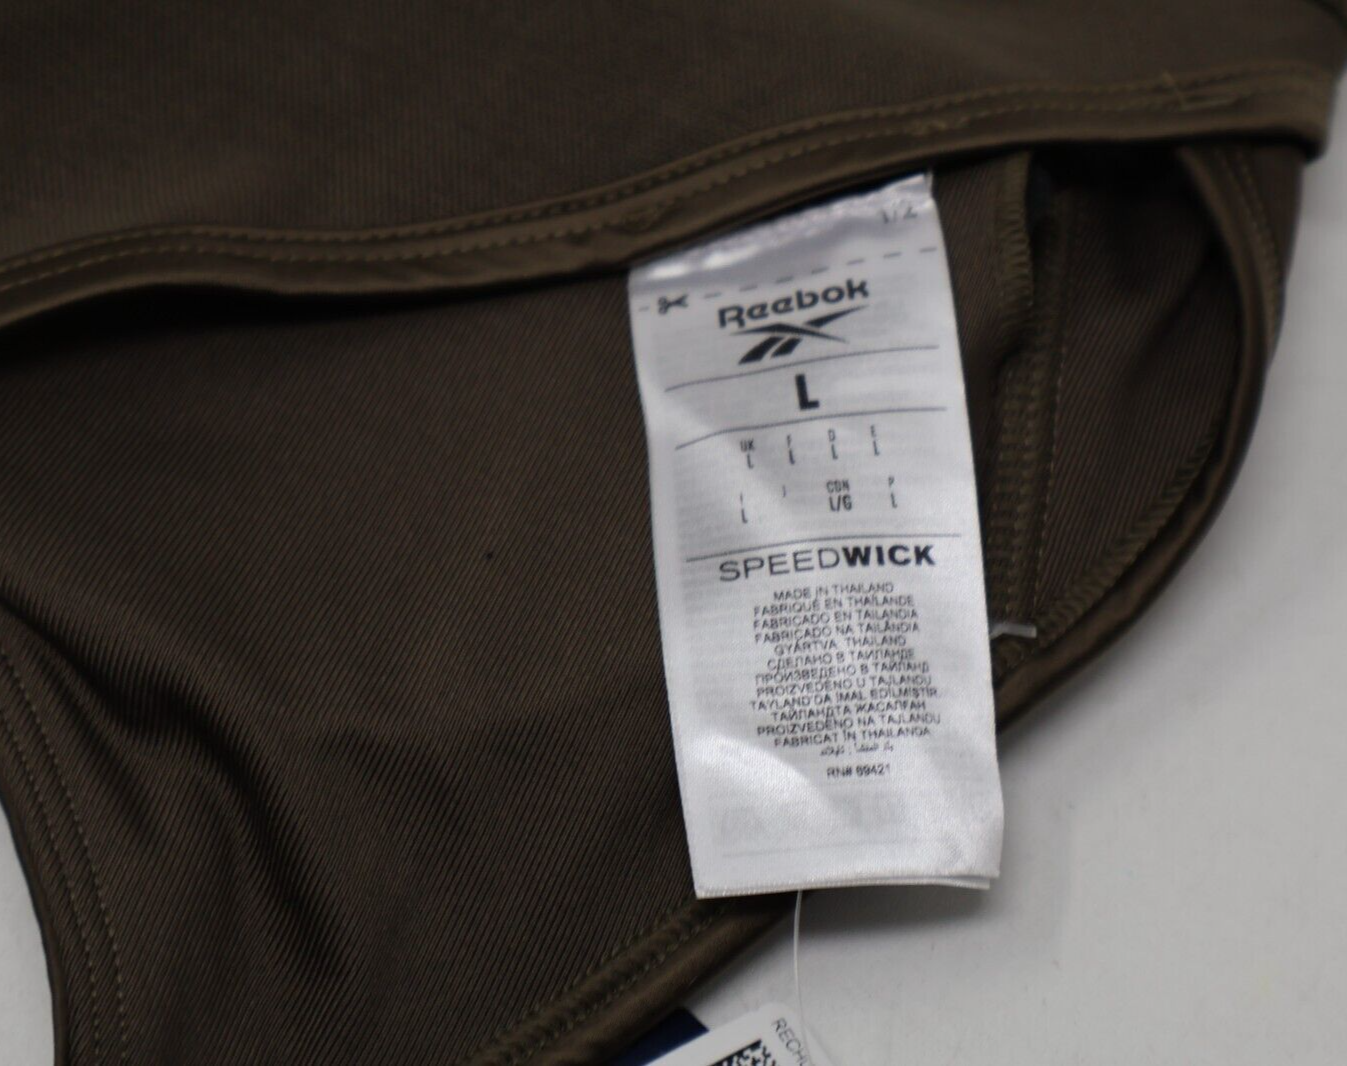 1/2
Reebok
L
UK F D E
L L L L
I J CDN P
L L/G L
SPEEDWICK
MADE IN THAILAND
FABRIQUÉ EN THAÏLANDE
FABRICADO EN TAILANDIA
FABRICADO NA TAILÂNDIA
GYÁRTVA: THAILAND
СДЕЛАНО В ТАИЛАНДЕ
ПРОИЗВЕДЕНО В ТАЙЛАНД
PROIZVEDENO U TAJLANDU
TAYLAND'DA İMAL EDİLMİŞTİR.
ТАЙЛАНДТА ЖАСАЛҒАН
PROIZVEDENO NA TAJLANDU
FABRICAT ÎN THAILANDA
RN# 69421